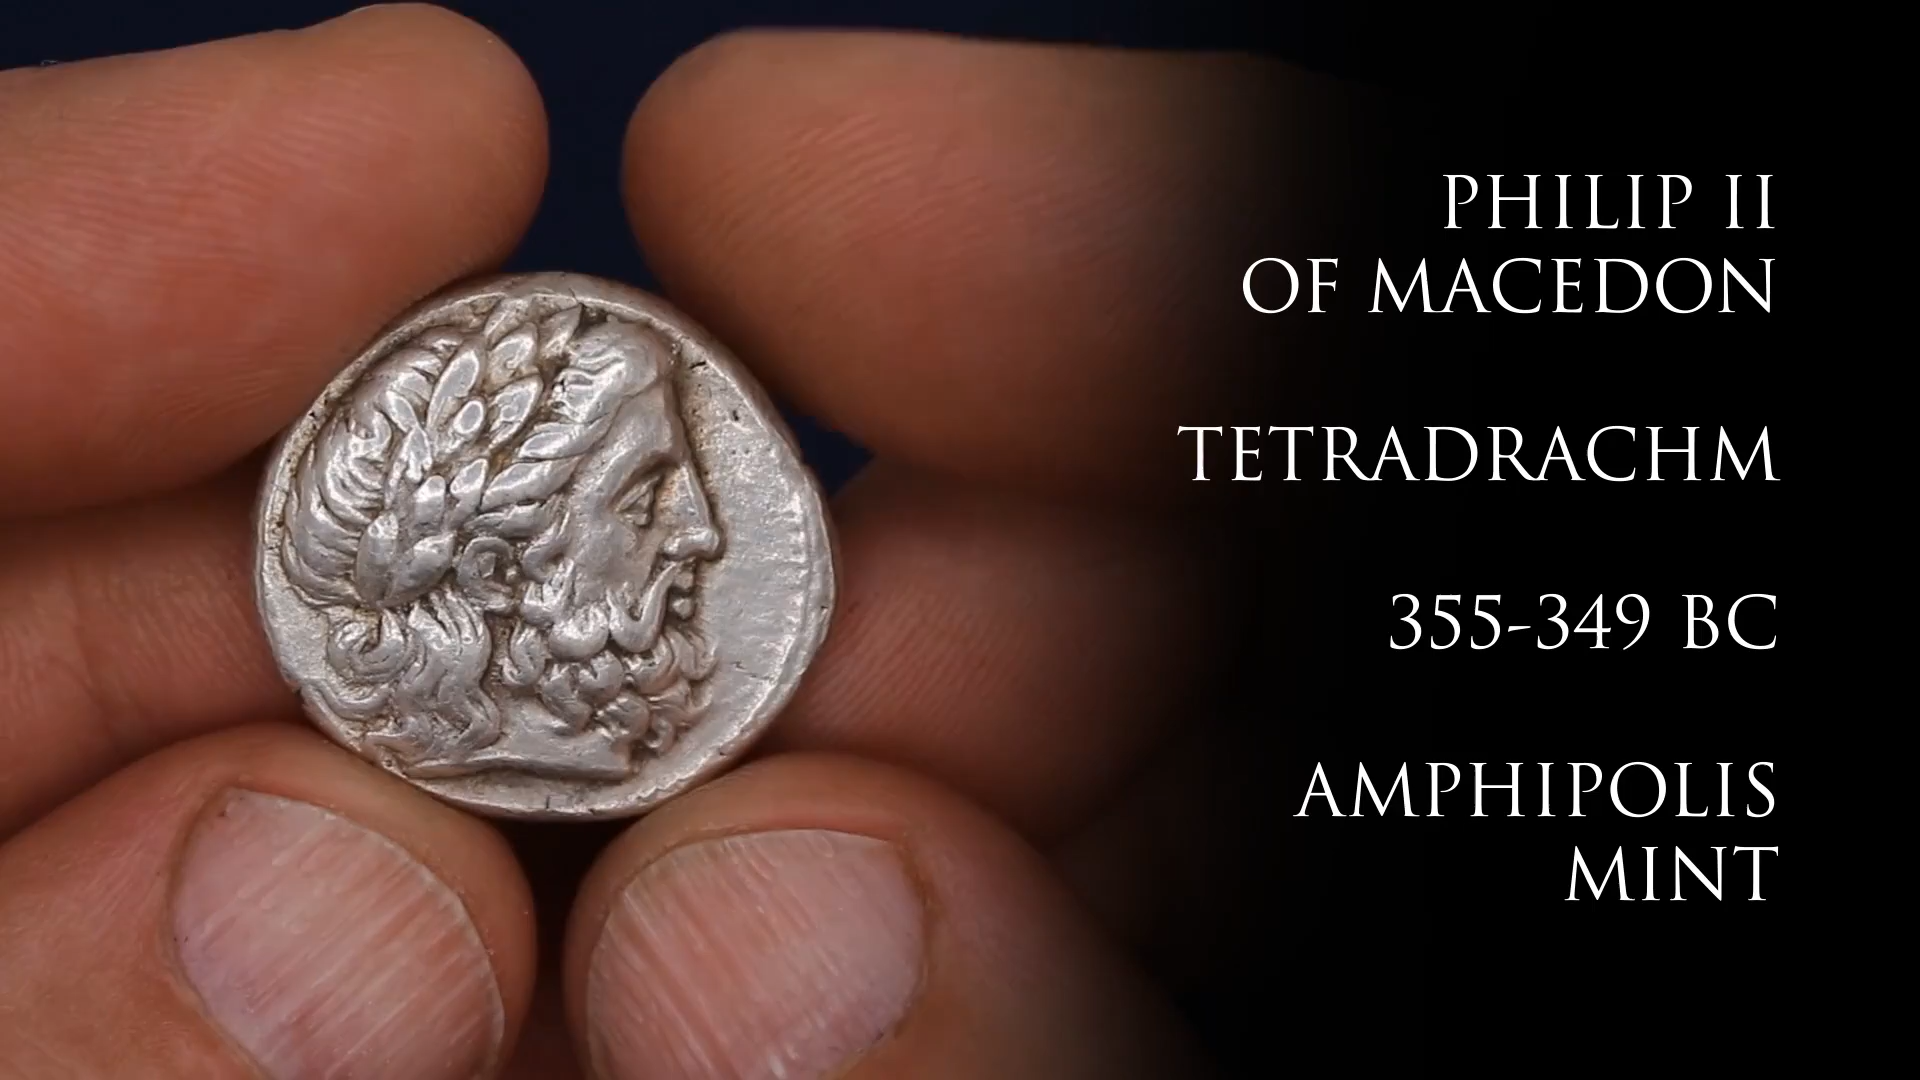 PHILIP II
OF MACEDON
TETRADRACHM
355-349 BC
AMPHIPOLIS
MINT